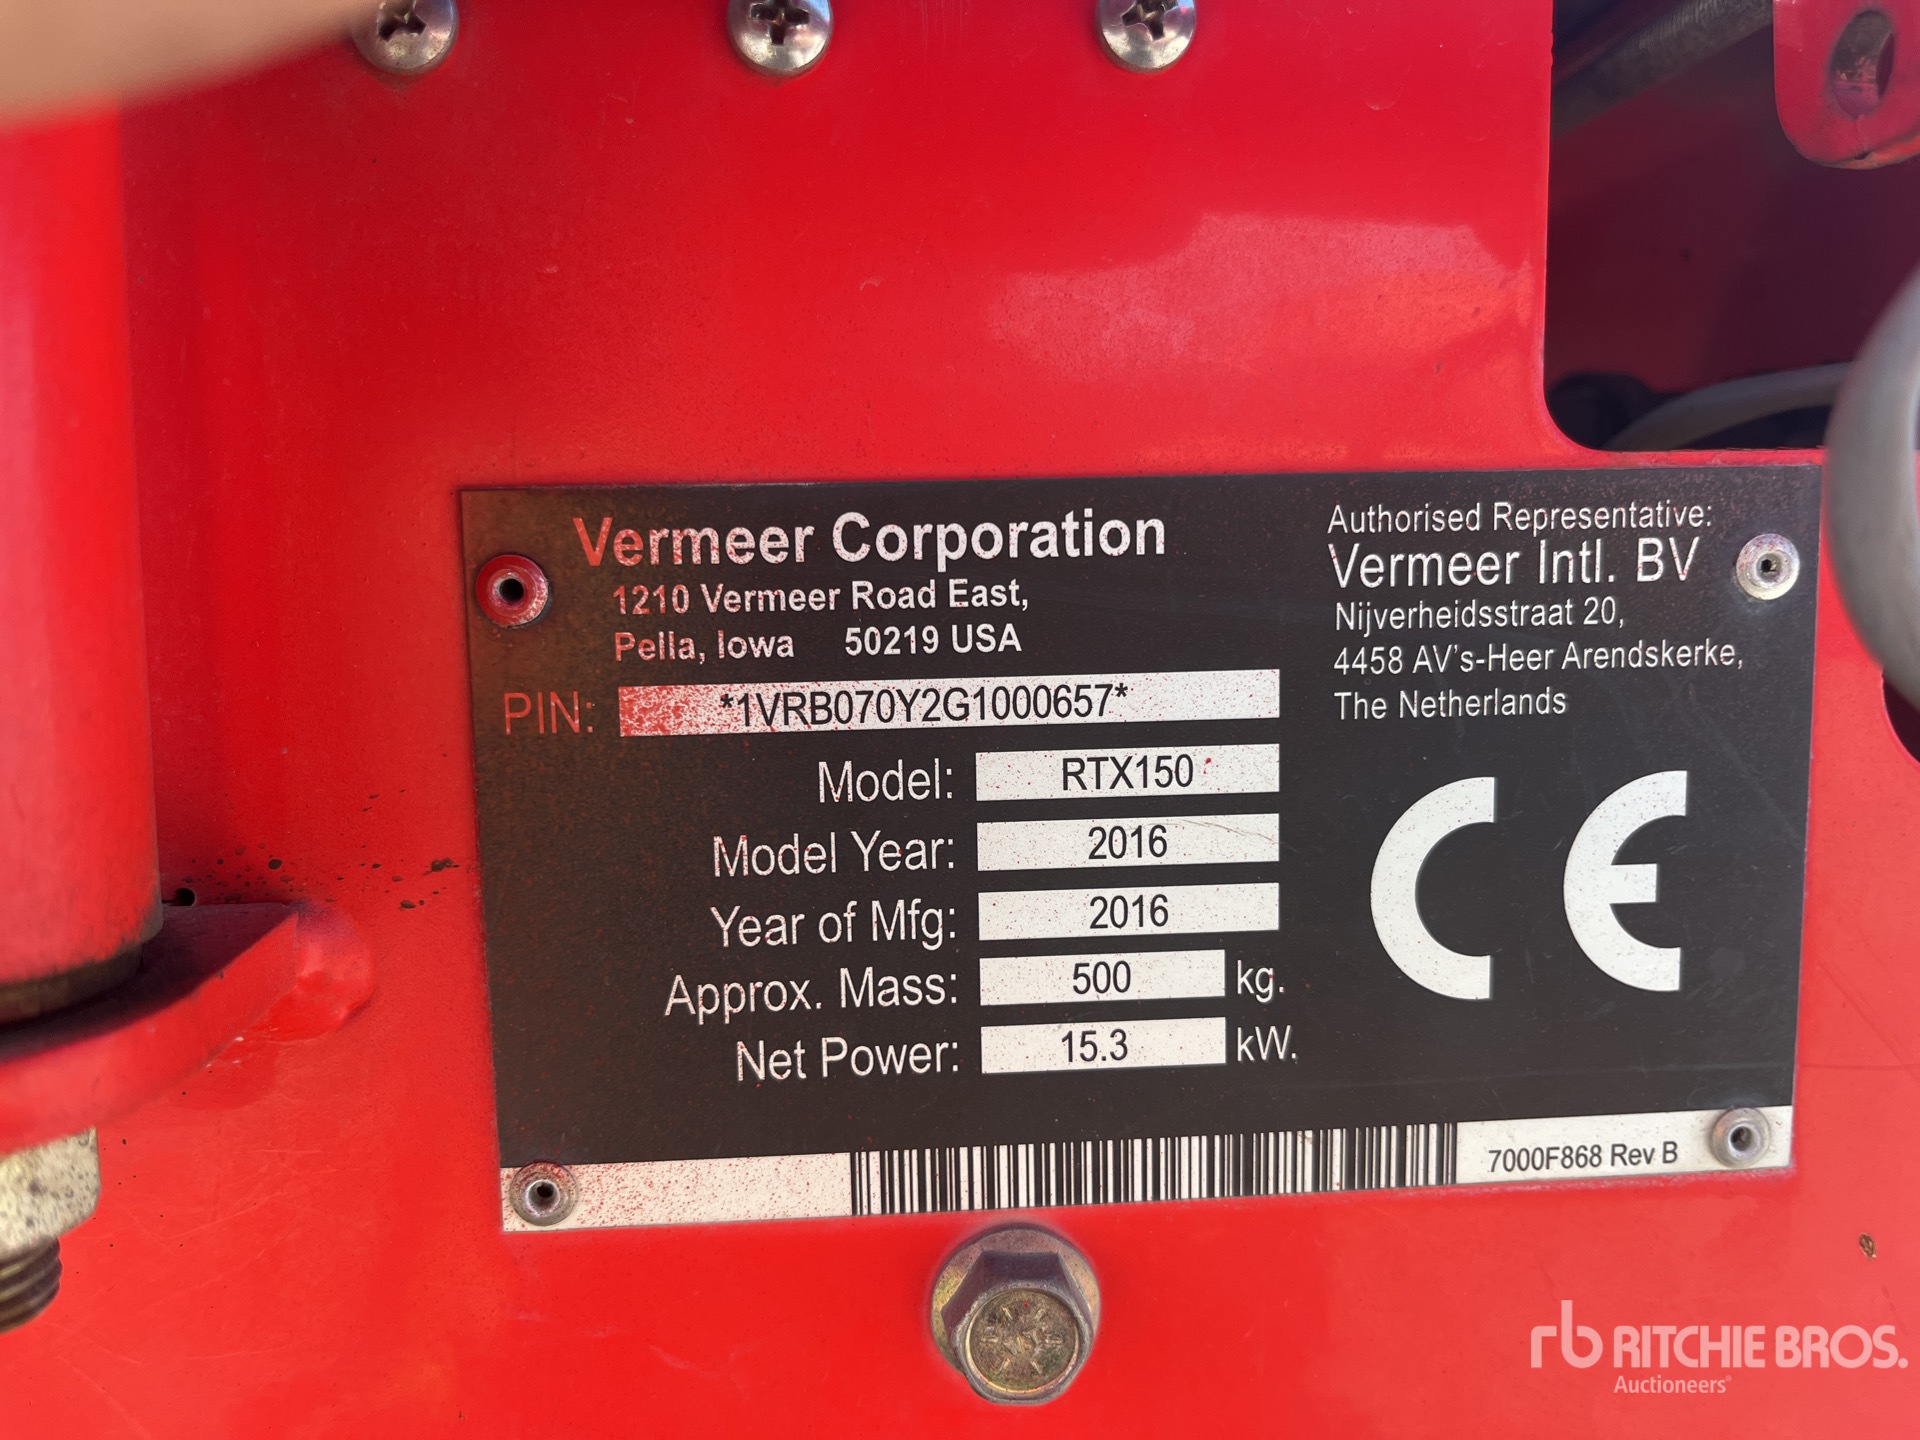 Vermeer Corporation
1210 Vermeer Road East,
Pella, Iowa 50219 USA
Authorised Representative:
Vermeer Intl. BV
Nijverheidsstraat 20,
4458 AV's-Heer Arendskerke,
The Netherlands
PIN: *1VRB070Y2G1000657*
Model: RTX150
Model Year: 2016
Year of Mfg: 2016
Approx. Mass: 500 kg.
Net Power: 15.3 kW.
CE
7000F868 Rev B
rb RITCHIE BROS.
Auctioneers